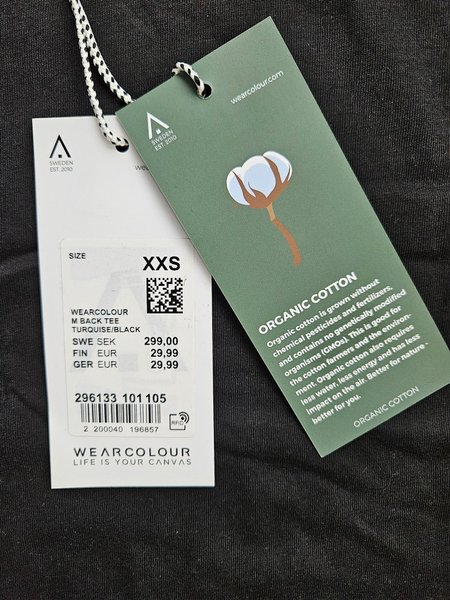 SWEDEN
EST. 2010
SIZE
XXS
WEARCOLOUR
M BACK TEE
TURQUISE/BLACK
SWE SEK 299,00
FIN EUR 29,99
GER EUR 29,99
296133 101 105
2 200040 196857
RFID
WEARCOLOUR
LIFE IS YOUR CANVAS
SWEDEN
EST. 2010
wearcolour.com
ORGANIC COTTON
Organic cotton is grown without
chemical pesticides and fertilizers,
and contains no genetically modified
organisms (GMOs). This is good for
the cotton farmers and the environ-
ment. Organic cotton also requires
less water, less energy and has less
impact on the air. Better for nature -
better for you.
ORGANIC COTTON